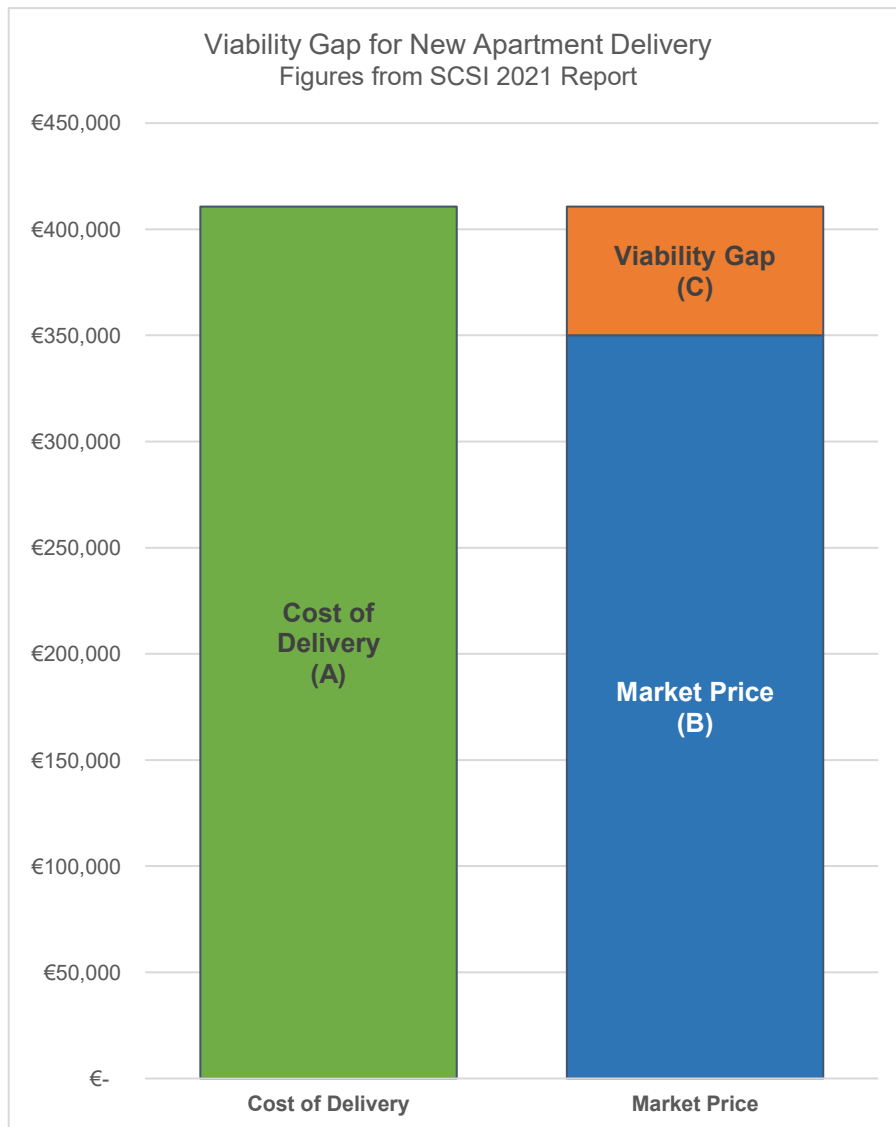 Viability Gap for New Apartment Delivery
Figures from SCSI 2021 Report
€450,000
€400,000
€350,000
€300,000
€250,000
€200,000
€150,000
€100,000
€50,000
€-
Cost of
Delivery
(A)
Viability Gap
(C)
Market Price
(B)
Cost of Delivery
Market Price